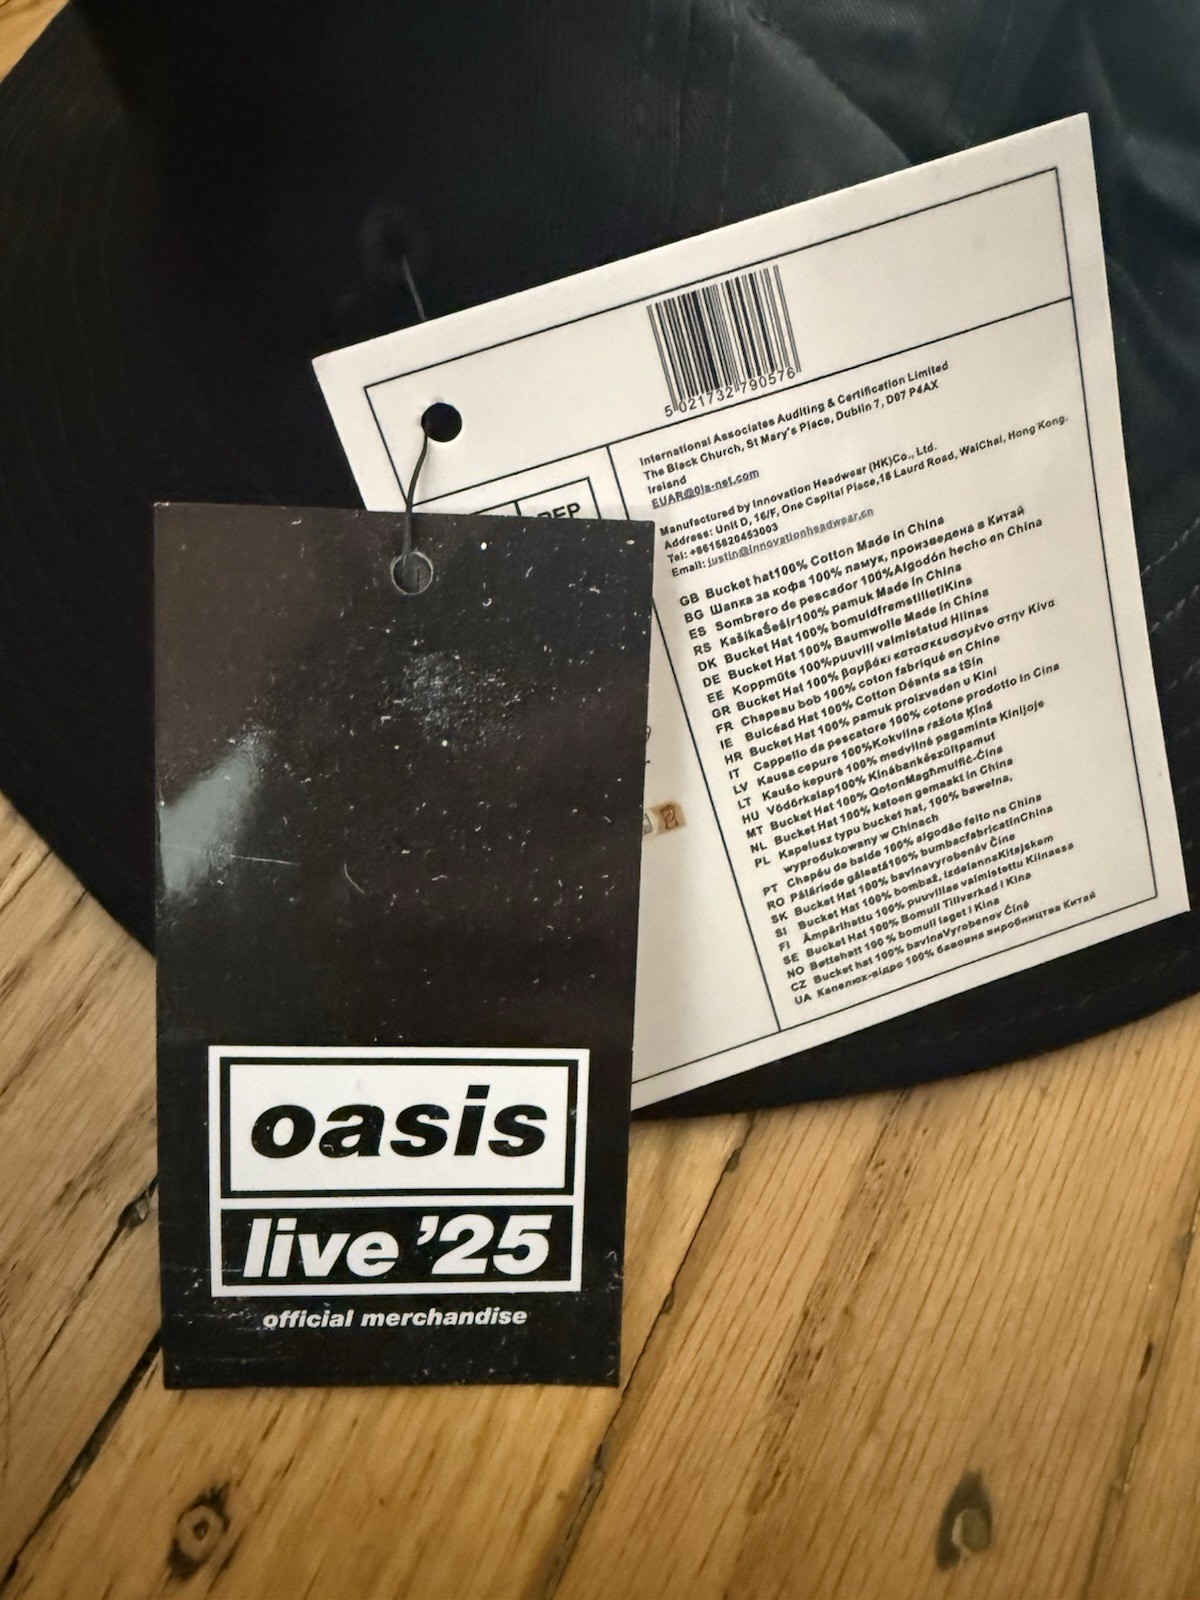 5 021732 790576
International Associates Auditing & Certification Limited
The Black Church, St Mary's Place, Dublin 7, D07 P4AX
Ireland
EUAR@0ia-net.com
Manufactured by Innovation Headwear (HK)Co., Ltd.
Address: Unit D, 16/F, One Capital Place,18 Laurd Road, WaiChai, Hong Kong.
Tel: +8615820453003
Email: justin@innovationheadwear.cn
REP
GB Bucket hat100% Cotton Made in China
BG Шапка за кофа 100% памук, произведена в Китай
ES Sombrero de pescador 100%Algodón hecho en China
RS KašikaŠešir100% pamuk Made in China
DK Bucket Hat 100% bomuldfremstilletiKina
DE Bucket Hat 100% Baumwolle Made in China
EE Koppmüts 100%puuvill valmistatud Hiinas
GR Bucket Hat 100% βαμβάκι κατασκευασμένο στην Κίνα
FR Chapeau bob 100% coton fabriqué en Chine
IE Buicéad Hat 100% Cotton Déanta sa tSín
HR Bucket Hat 100% pamuk proizveden u Kini
IT Cappello da pescatore 100% cotone prodotto in Cina
LV Kausa cepure 100%Kokvilna ražota Ķīnā
LT Kaušo kepurė 100% medvilnė pagaminta Kinijoje
HU Vödörkalap100% Kínábankészültpamut
MT Bucket Hat 100% QotonMagħmulfiċ-Ċina
NL Bucket Hat 100% katoen gemaakt in China
PL Kapelusz typu bucket hat, 100% bawełna,
wyprodukowany w Chinach
PT Chapéu de balde 100% algodão feito na China
RO Pălăriede găleată100% bumbacfabricatînChina
SK Bucket Hat 100% bavlnavyrobenáv Číne
SI Bucket Hat 100% bombaž, izdelannaKitajskem
FI Ämpärihattu 100% puuvillas valmistettu Kiinassa
SE Bucket Hat 100% Bomull Tillverkad i Kina
NO Bøttehatt 100 % bomull laget i Kina
CZ Bucket hat 100% bavlnaVyrobenov Číně
UA Капелюх-відро 100% бавовна виробництва Китай
oasis
live '25
official merchandise